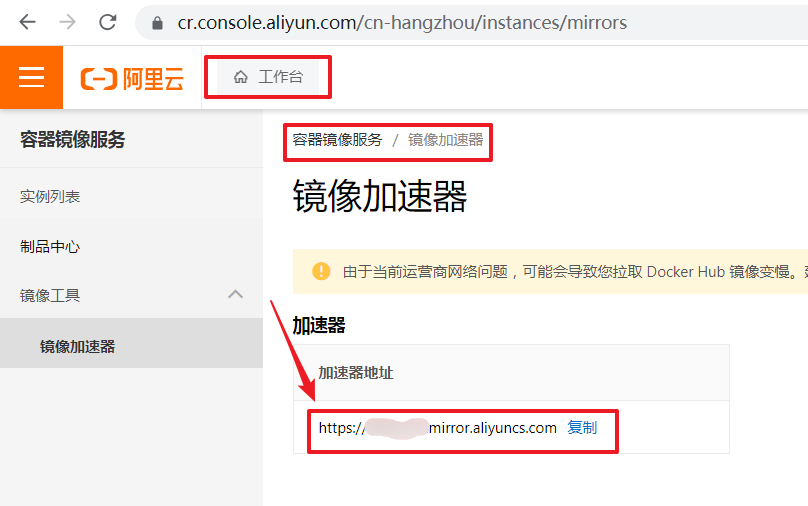 cr.console.aliyun.com/cn-hangzhou/instances/mirrors
阿里云
工作台
容器镜像服务
实例列表
制品中心
镜像工具
镜像加速器
容器镜像服务 / 镜像加速器
镜像加速器
由于当前运营商网络问题，可能会导致您拉取 Docker Hub 镜像变慢。
加速器
加速器地址
https:// mirror.aliyuncs.com 复制